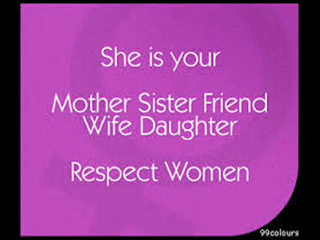 She is your
Mother Sister Friend
Wife Daughter
Respect Women
99colours